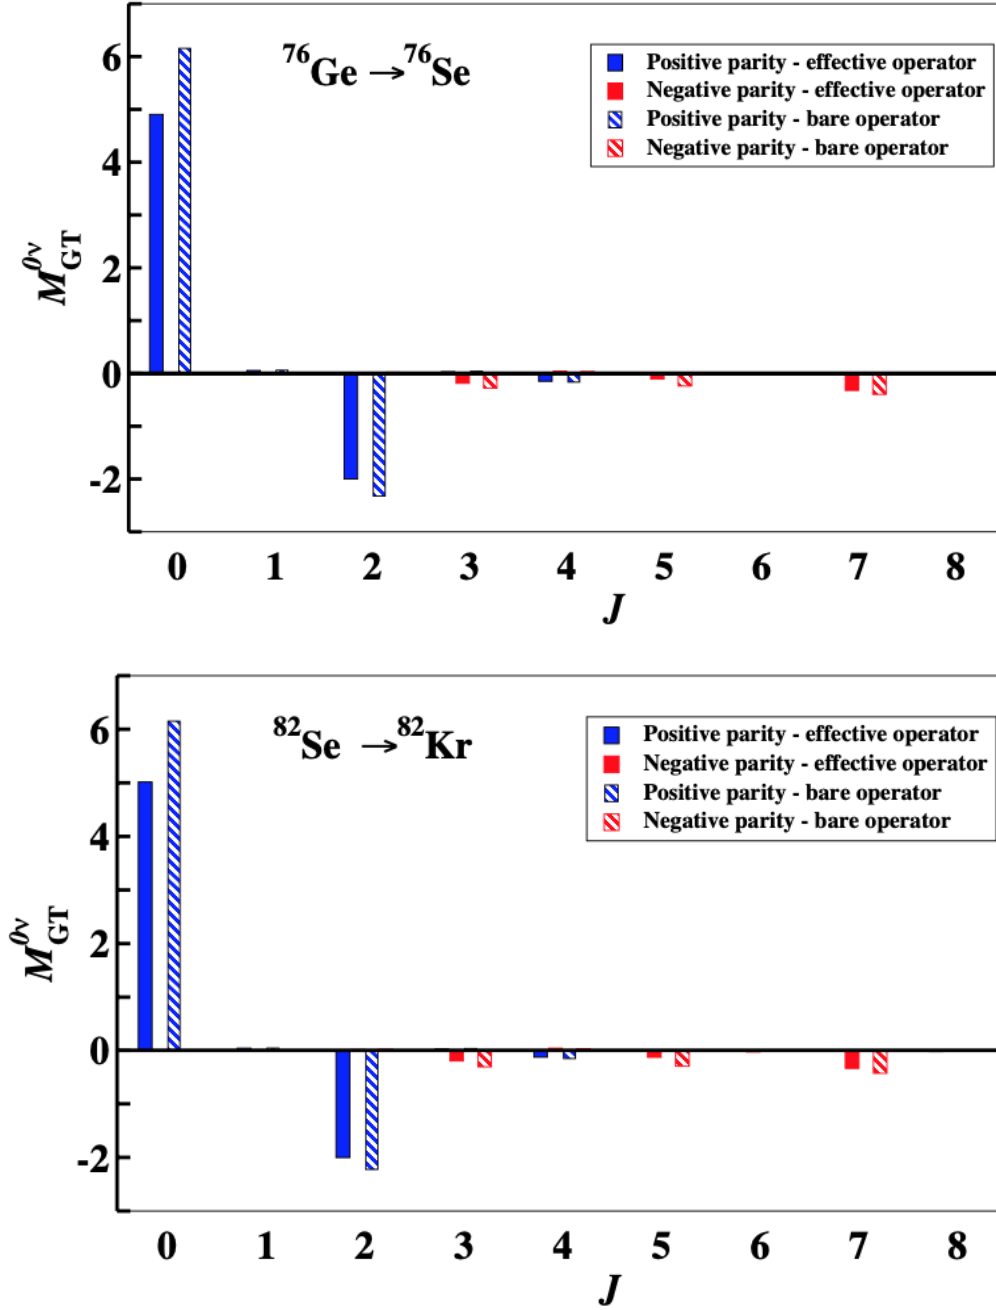 ⁷⁶Ge → ⁷⁶Se
Positive parity - effective operator
Negative parity - effective operator
Positive parity - bare operator
Negative parity - bare operator
6
4
2
0
-2
M^{0ν}_{GT}
0 1 2 3 4 5 6 7 8
J
⁸²Se → ⁸²Kr
Positive parity - effective operator
Negative parity - effective operator
Positive parity - bare operator
Negative parity - bare operator
6
4
2
0
-2
M^{0ν}_{GT}
0 1 2 3 4 5 6 7 8
J